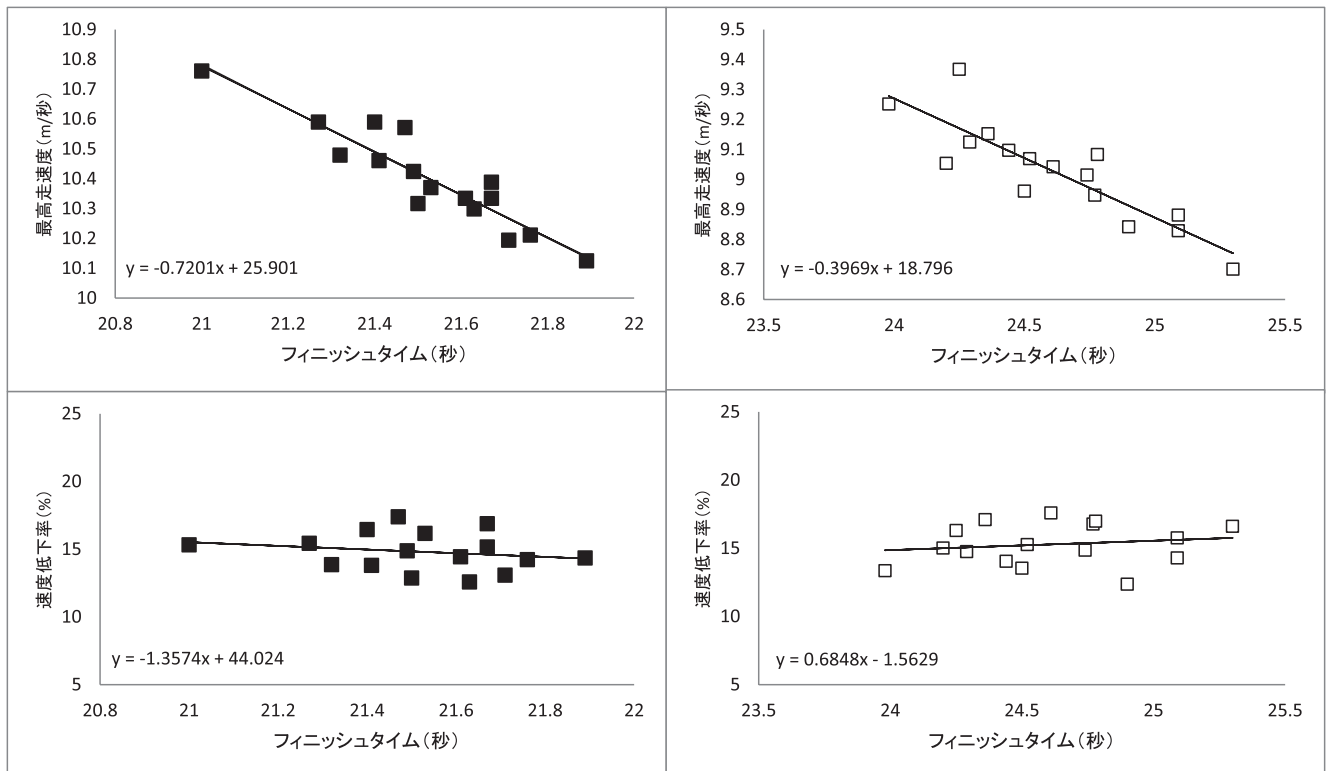 10.9
10.8
10.7
10.6
10.5
10.4
10.3
10.2
10.1
10
最高走速度(m/秒)
y = -0.7201x + 25.901
20.8 21 21.2 21.4 21.6 21.8 22
フィニッシュタイム(秒)
9.5
9.4
9.3
9.2
9.1
9
8.9
8.8
8.7
8.6
最高走速度(m/秒)
y = -0.3969x + 18.796
23.5 24 24.5 25 25.5
フィニッシュタイム(秒)
25
20
15
10
5
速度低下率(%)
y = -1.3574x + 44.024
20.8 21 21.2 21.4 21.6 21.8 22
フィニッシュタイム(秒)
25
20
15
10
5
速度低下率(%)
y = 0.6848x - 1.5629
23.5 24 24.5 25 25.5
フィニッシュタイム(秒)